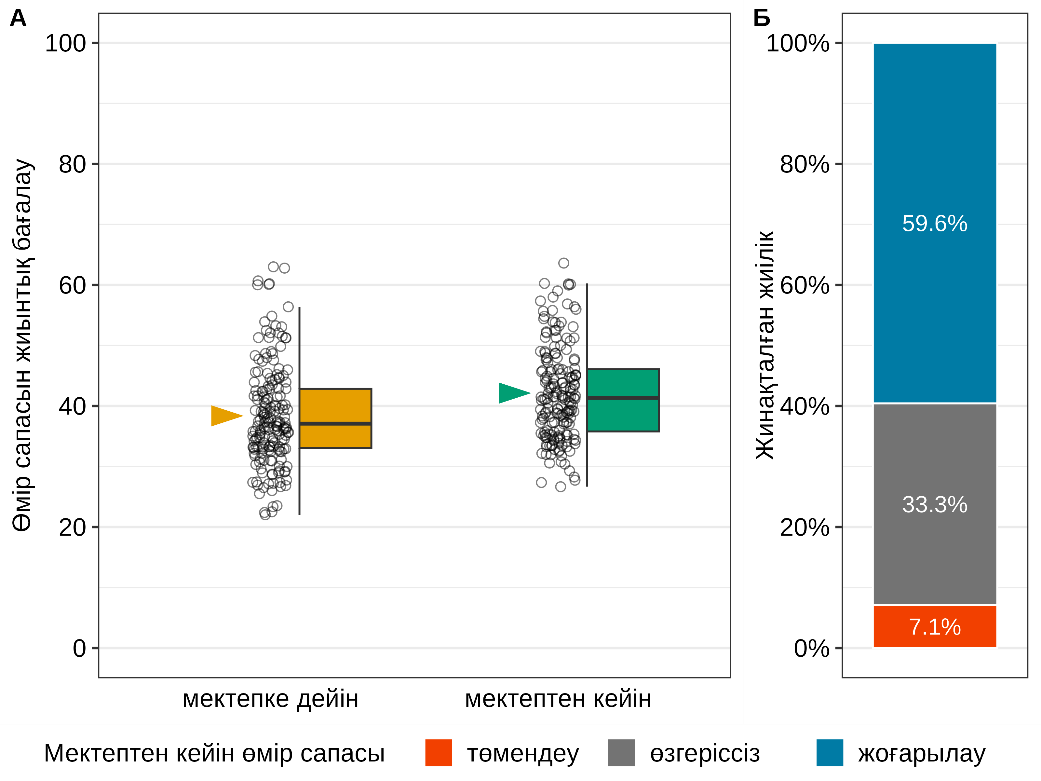 А
Өмір сапасын жиынтық бағалау
100
80
60
40
20
0
мектепке дейін
мектептен кейін
Б
Жинақталған жиілік
100%
80%
60%
40%
20%
0%
59.6%
33.3%
7.1%
Мектептен кейін өмір сапасы
төмендеу
өзгеріссіз
жоғарылау